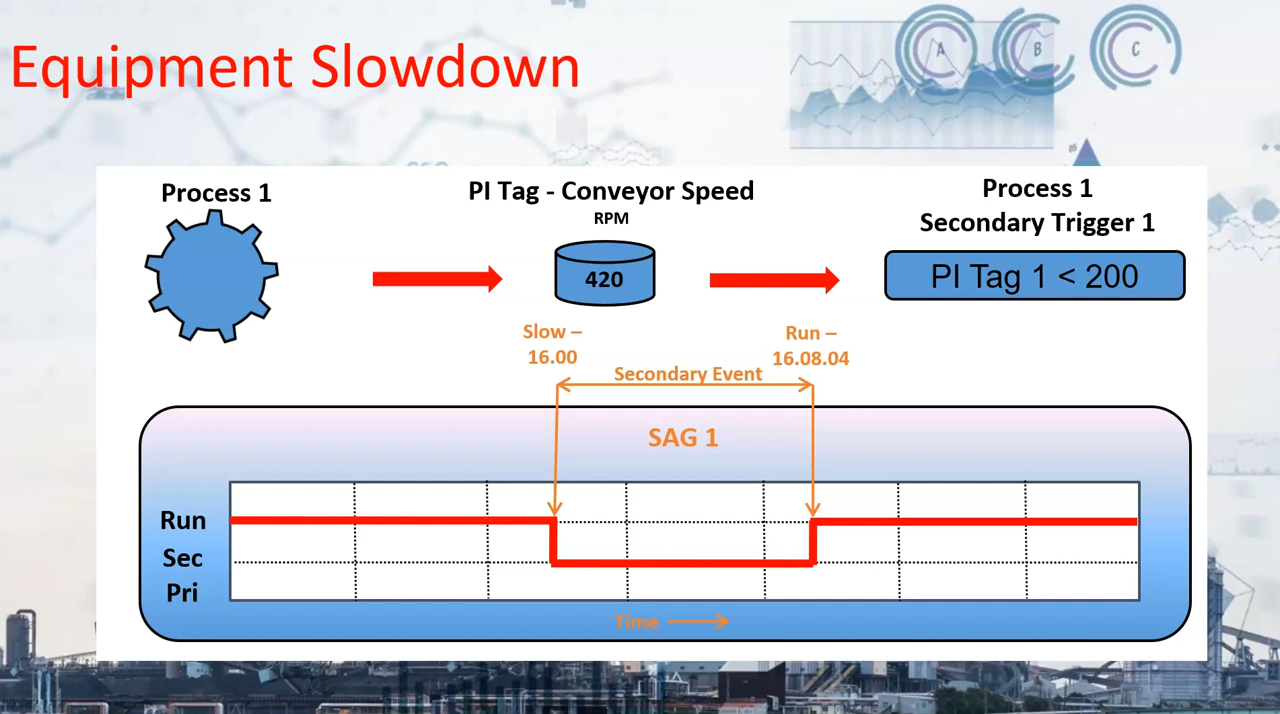 Equipment Slowdown
A
B
C
Process 1
PI Tag - Conveyor Speed
RPM
420
Process 1
Secondary Trigger 1
PI Tag 1 < 200
Slow –
16.00
Run –
16.08.04
Secondary Event
SAG 1
Run
Sec
Pri
Time